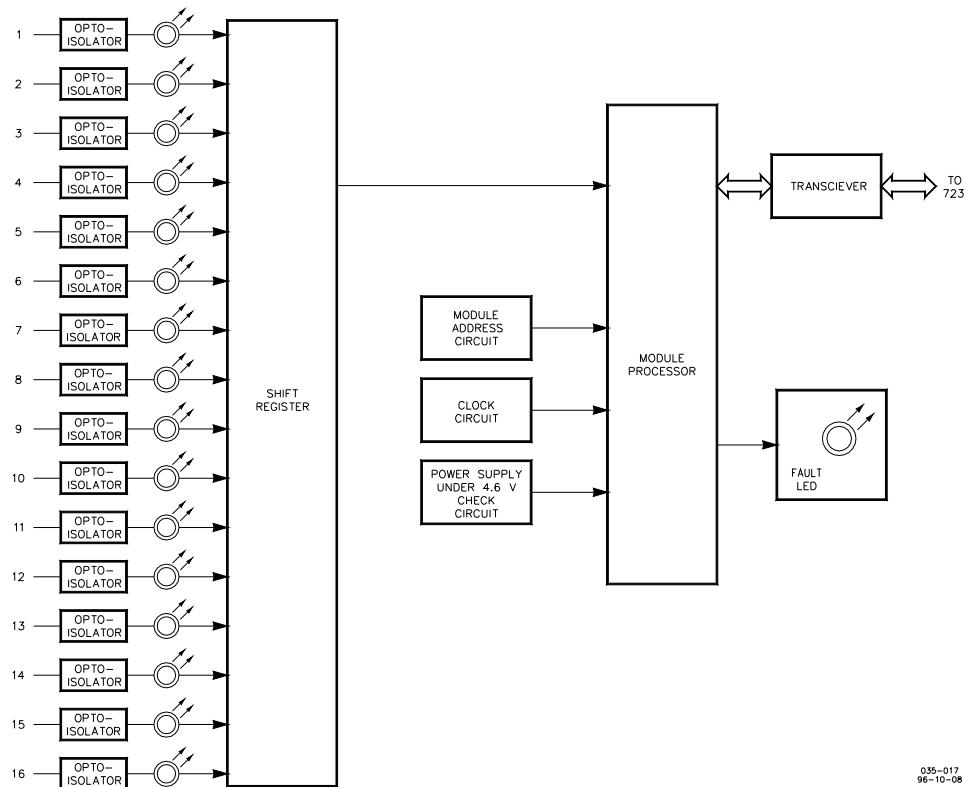 1 OPTO-
ISOLATOR
2 OPTO-
ISOLATOR
3 OPTO-
ISOLATOR
4 OPTO-
ISOLATOR
5 OPTO-
ISOLATOR
6 OPTO-
ISOLATOR
7 OPTO-
ISOLATOR
8 OPTO-
ISOLATOR
9 OPTO-
ISOLATOR
10 OPTO-
ISOLATOR
11 OPTO-
ISOLATOR
12 OPTO-
ISOLATOR
13 OPTO-
ISOLATOR
14 OPTO-
ISOLATOR
15 OPTO-
ISOLATOR
16 OPTO-
ISOLATOR
SHIFT
REGISTER
MODULE
ADDRESS
CIRCUIT
CLOCK
CIRCUIT
POWER SUPPLY
UNDER 4.6 V
CHECK
CIRCUIT
MODULE
PROCESSOR
TRANSCIEVER
TO
723
FAULT
LED
035-017
96-10-08